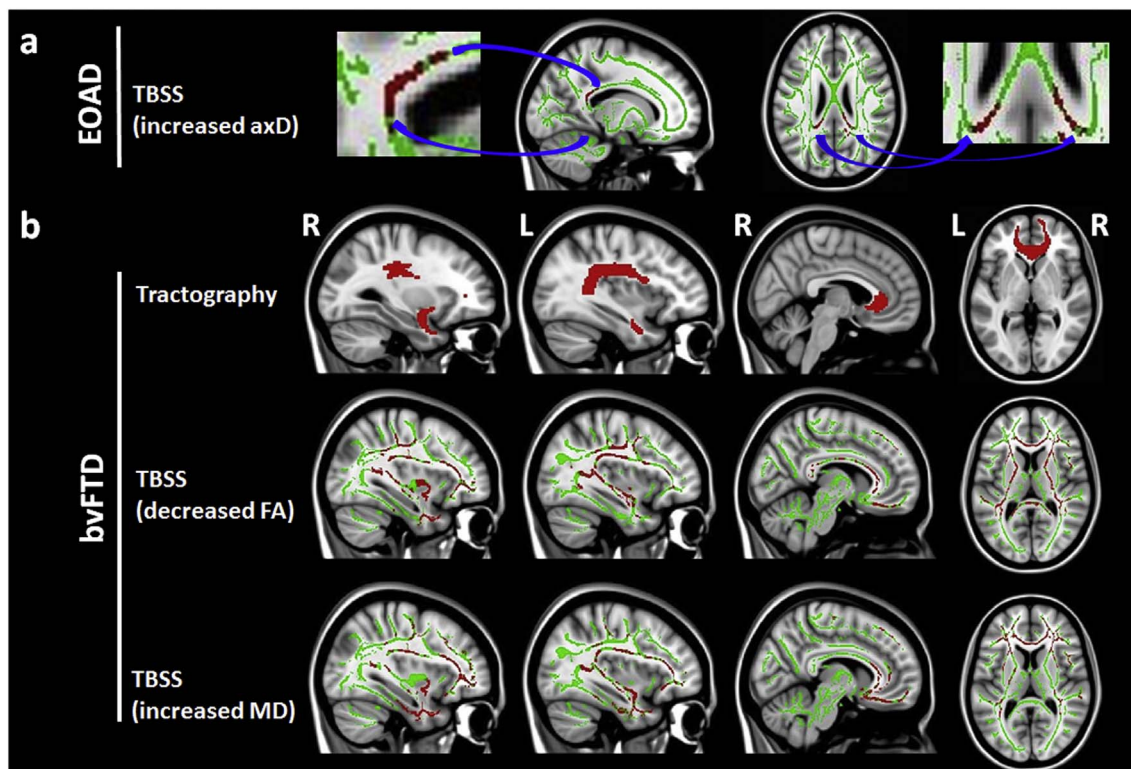 a
EOAD
TBSS
(increased axD)
b
bvFTD
R
L
R
L
R
Tractography
TBSS
(decreased FA)
TBSS
(increased MD)